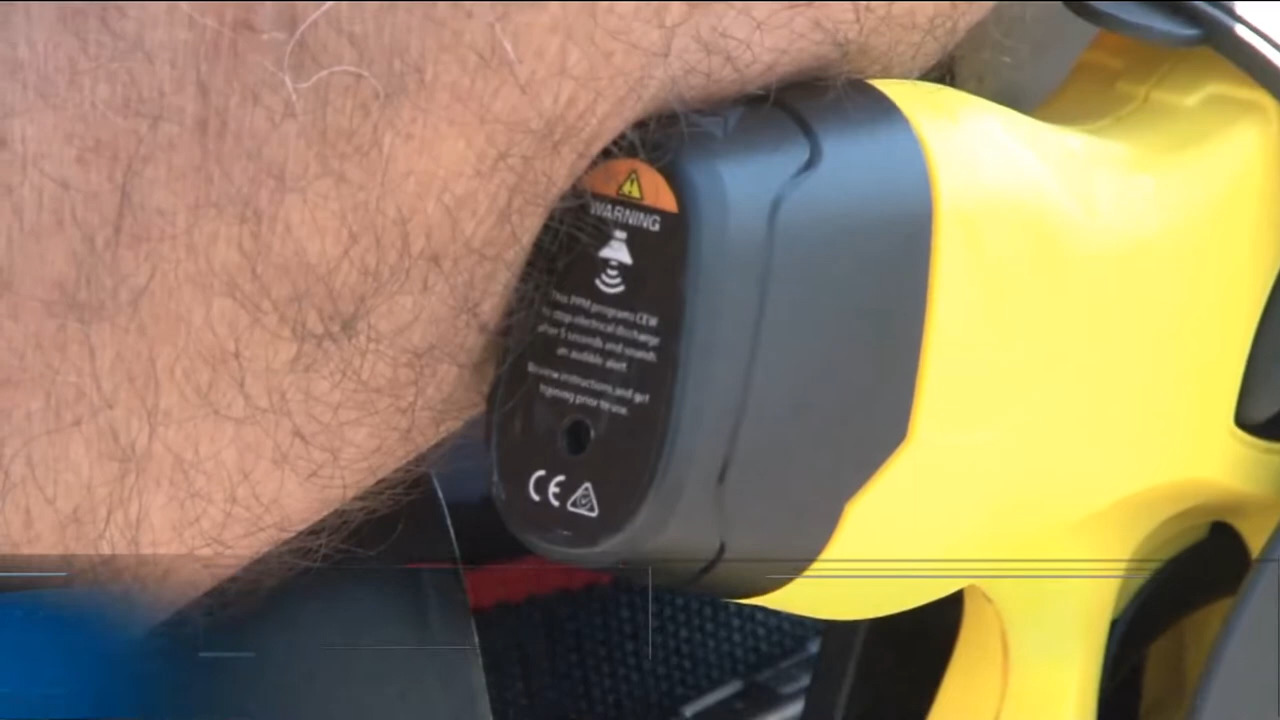 WARNING
This PPM programs CEW
to stop electrical discharge
after 5 seconds and sounds
an audible alert.
Review instructions and get
training prior to use.
CE